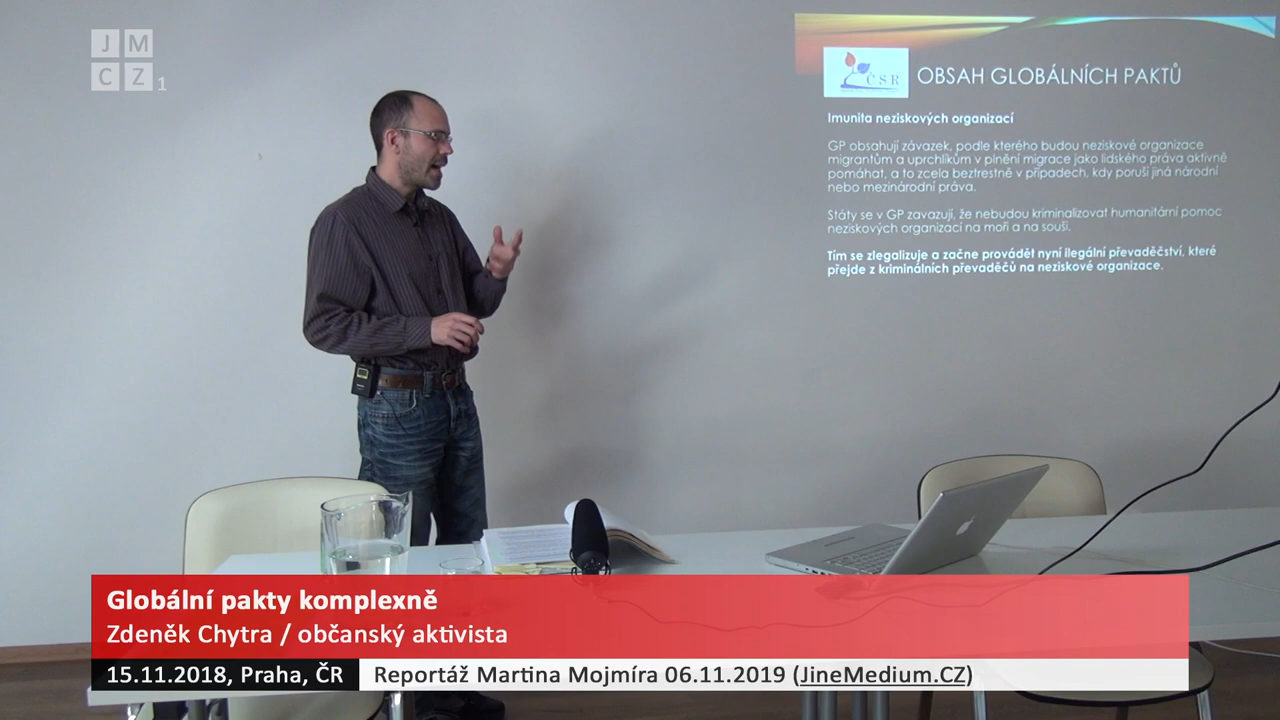 J M
C Z 1
ČSR
OBSAH GLOBÁLNÍCH PAKTŮ
Imunita neziskových organizací
GP obsahují závazek, podle kterého budou neziskové organizace
migrantům a uprchlíkům v plnění migrace jako lidského práva aktivně
pomáhat, a to zcela beztrestně v případech, kdy poruší jiná národní
nebo mezinárodní práva.
Státy se v GP zavazují, že nebudou kriminalizovat humanitární pomoc
neziskových organizací na moři a na souši.
Tím se zlegalizuje a začne provádět nyní ilegální převaděčství, které
přejde z kriminálních převaděčů na neziskové organizace.
Globální pakty komplexně
Zdeněk Chytra / občanský aktivista
15.11.2018, Praha, ČR
Reportáž Martina Mojmíra 06.11.2019 (JineMedium.CZ)